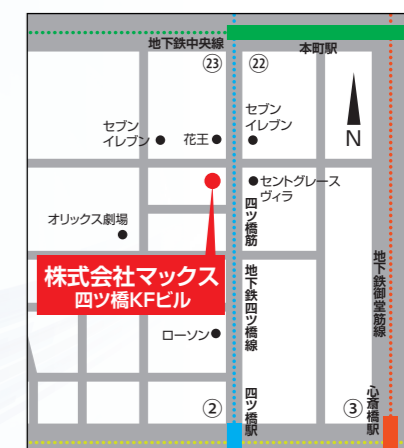 地下鉄中央線
本町駅
㉓
㉒
セブン
イレブン
花王
セブン
イレブン
N
セントグレース
ヴィラ
四ツ橋筋
オリックス劇場
株式会社マックス
四ツ橋KFビル
地下鉄四ツ橋線
地下鉄御堂筋線
ローソン
②
四ツ橋駅
③
心斎橋駅